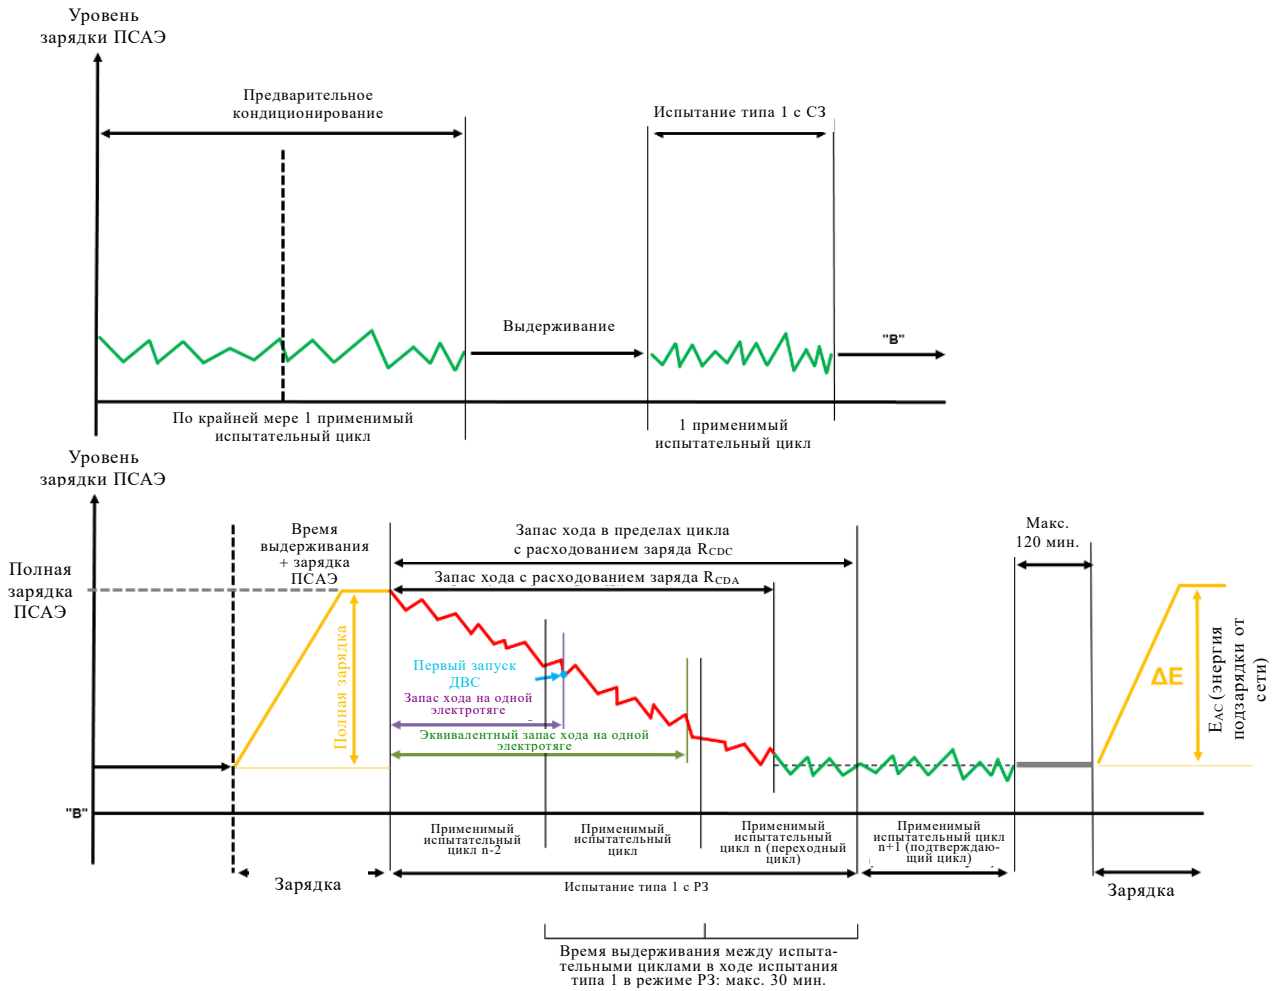 Уровень
зарядки ПСАЭ
Предварительное
кондиционирование
Испытание типа 1 с СЗ
Выдерживание
"В"
По крайней мере 1 применимый
испытательный цикл
1 применимый
испытательный цикл
Уровень
зарядки ПСАЭ
Полная
зарядка
ПСАЭ
Время
выдерживания
+ зарядка
ПСАЭ
Запас хода в пределах цикла
с расходованием заряда RCDC
Запас хода с расходованием заряда RCDA
Макс.
120 мин.
Полная зарядка
Первый запуск
ДВС
Запас хода на одной
электротяге
Эквивалентный запас хода на одной
электротяге
ΔE
EAC (энергия
подзарядки от
сети)
"В"
Применимый
испытательный
цикл n-2
Применимый
испытательный
цикл
Применимый
испытательный
цикл n (переходный
цикл)
Применимый
испытательный цикл
n+1 (подтверждаю-
щий цикл)
Зарядка
Испытание типа 1 с РЗ
Зарядка
Время выдерживания между испыта-
тельными циклами в ходе испытания
типа 1 в режиме РЗ: макс. 30 мин.